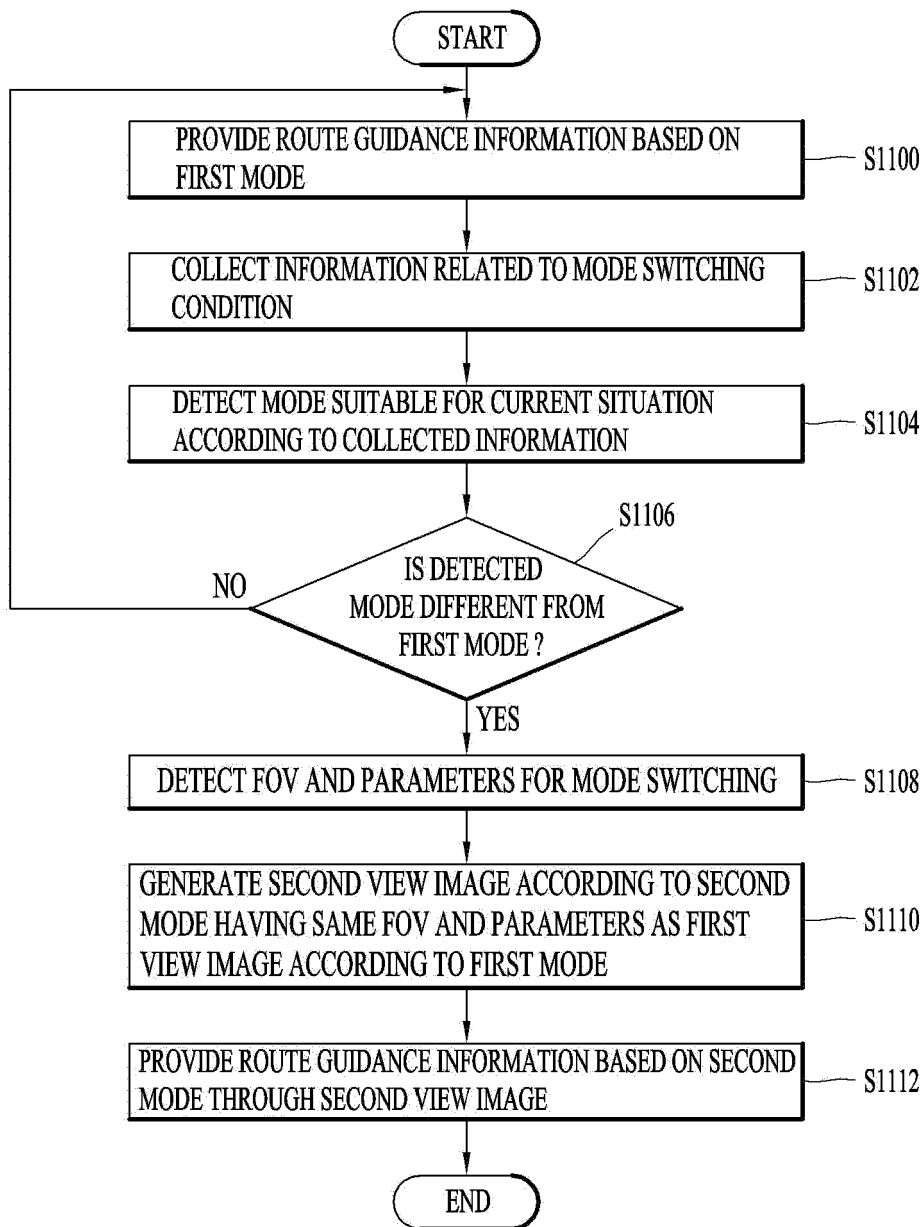 START
PROVIDE ROUTE GUIDANCE INFORMATION BASED ON
FIRST MODE
S1100
COLLECT INFORMATION RELATED TO MODE SWITCHING
CONDITION
S1102
DETECT MODE SUITABLE FOR CURRENT SITUATION
ACCORDING TO COLLECTED INFORMATION
S1104
S1106
IS DETECTED
MODE DIFFERENT FROM
FIRST MODE ?
NO
YES
DETECT FOV AND PARAMETERS FOR MODE SWITCHING
S1108
GENERATE SECOND VIEW IMAGE ACCORDING TO SECOND
MODE HAVING SAME FOV AND PARAMETERS AS FIRST
VIEW IMAGE ACCORDING TO FIRST MODE
S1110
PROVIDE ROUTE GUIDANCE INFORMATION BASED ON SECOND
MODE THROUGH SECOND VIEW IMAGE
S1112
END